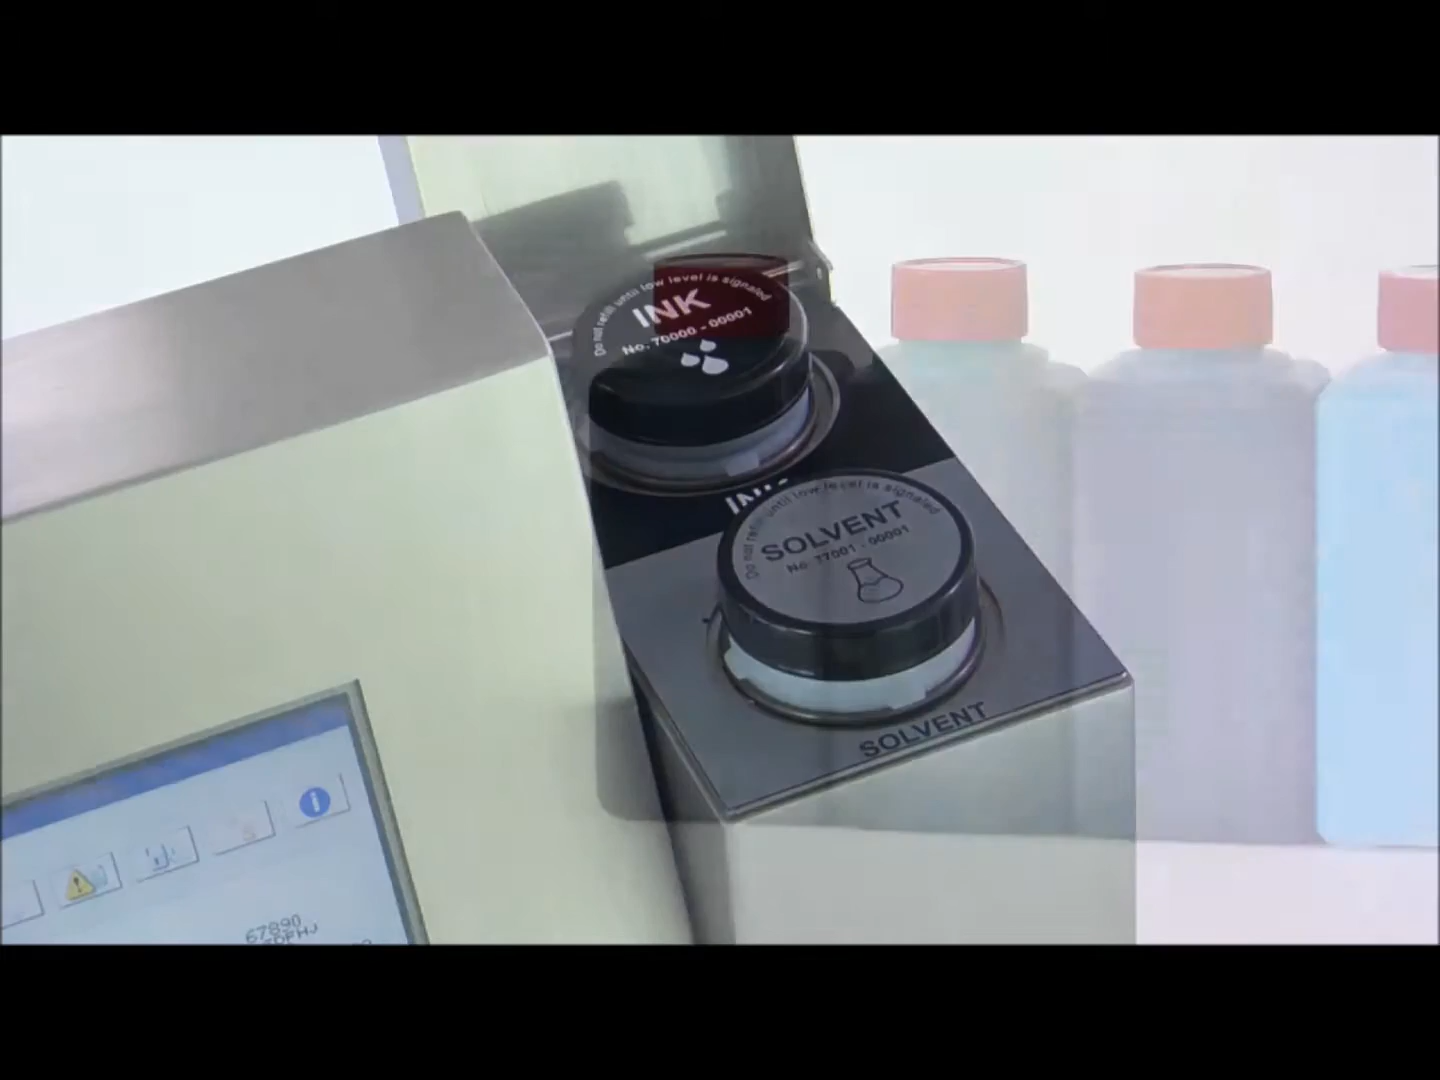 Do not refill until low level is signaled
INK
No. 70000 - 00001
Do not refill until low level is signaled
SOLVENT
No. 77001 - 00001
SOLVENT
67890